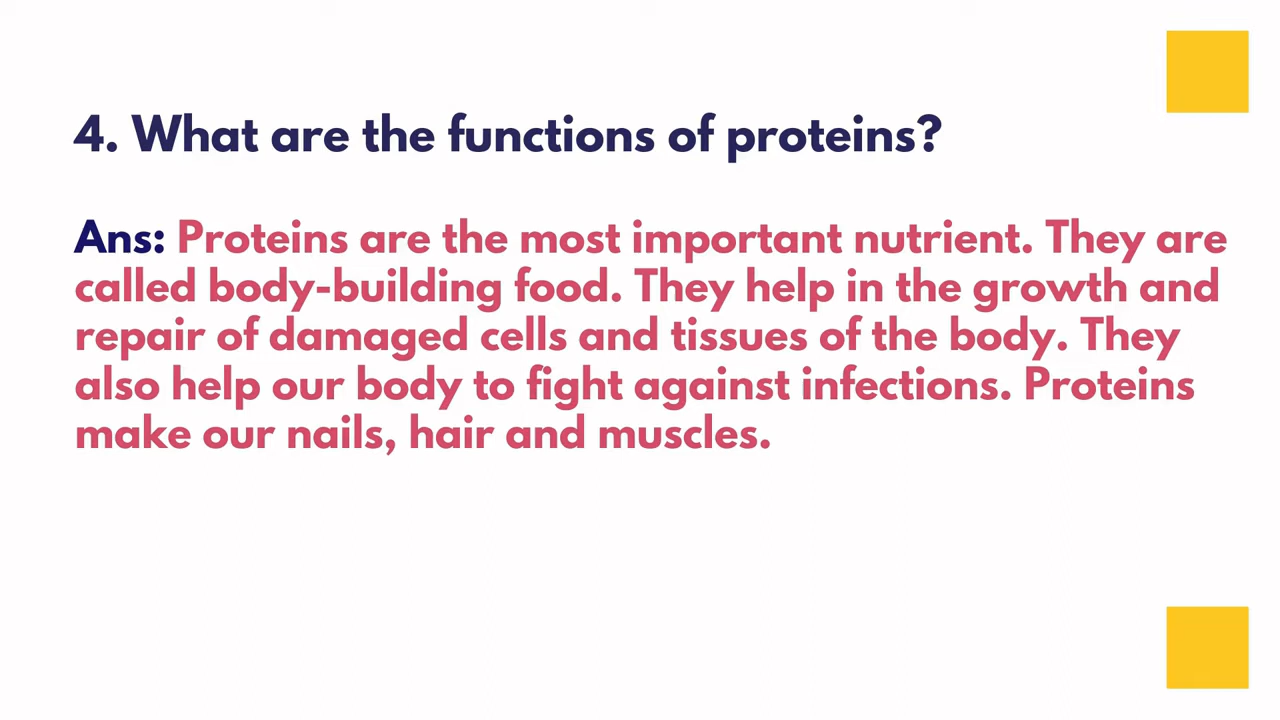 4. What are the functions of proteins?
Ans: Proteins are the most important nutrient. They are
called body-building food. They help in the growth and
repair of damaged cells and tissues of the body. They
also help our body to fight against infections. Proteins
make our nails, hair and muscles.